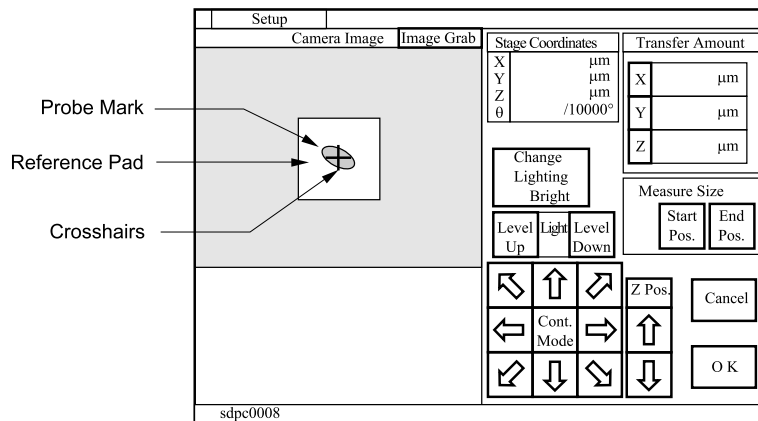 Setup
Camera Image
Image Grab
Stage Coordinates
X μm
Y μm
Z μm
θ /10000°
Transfer Amount
X μm
Y μm
Z μm
Probe Mark
Reference Pad
Crosshairs
Change
Lighting
Bright
Level
Up
Light
Level
Down
Measure Size
Start
Pos.
End
Pos.
Cont.
Mode
Z Pos.
Cancel
O K
sdpc0008